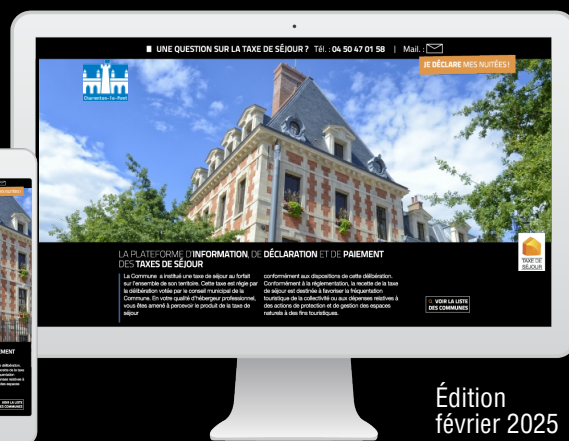 UNE QUESTION SUR LA TAXE DE SÉJOUR ? Tél. : 04 50 47 01 58 | Mail. :
JE DÉCLARE MES NUITÉES !
Charenton-le-Pont
LA PLATEFORME D'INFORMATION, DE DÉCLARATION ET DE PAIEMENT
DES TAXES DE SÉJOUR
La Commune a institué une taxe de séjour au forfait
sur l'ensemble de son territoire. Cette taxe est régie par
la délibération votée par le conseil municipal de la
Commune. En votre qualité d'hébergeur professionnel,
vous êtes amené à percevoir le produit de la taxe de
séjour
conformément aux dispositions de cette délibération.
Conformément à la réglementation, la recette de la taxe
de séjour est destinée à favoriser la fréquentation
touristique de la collectivité ou aux dépenses relatives à
des actions de protection et de gestion des espaces
naturels à des fins touristiques.
TAXE DE
SÉJOUR
VOIR LA LISTE
DES COMMUNES
VOIR LA LISTE
DES COMMUNES
Édition
février 2025